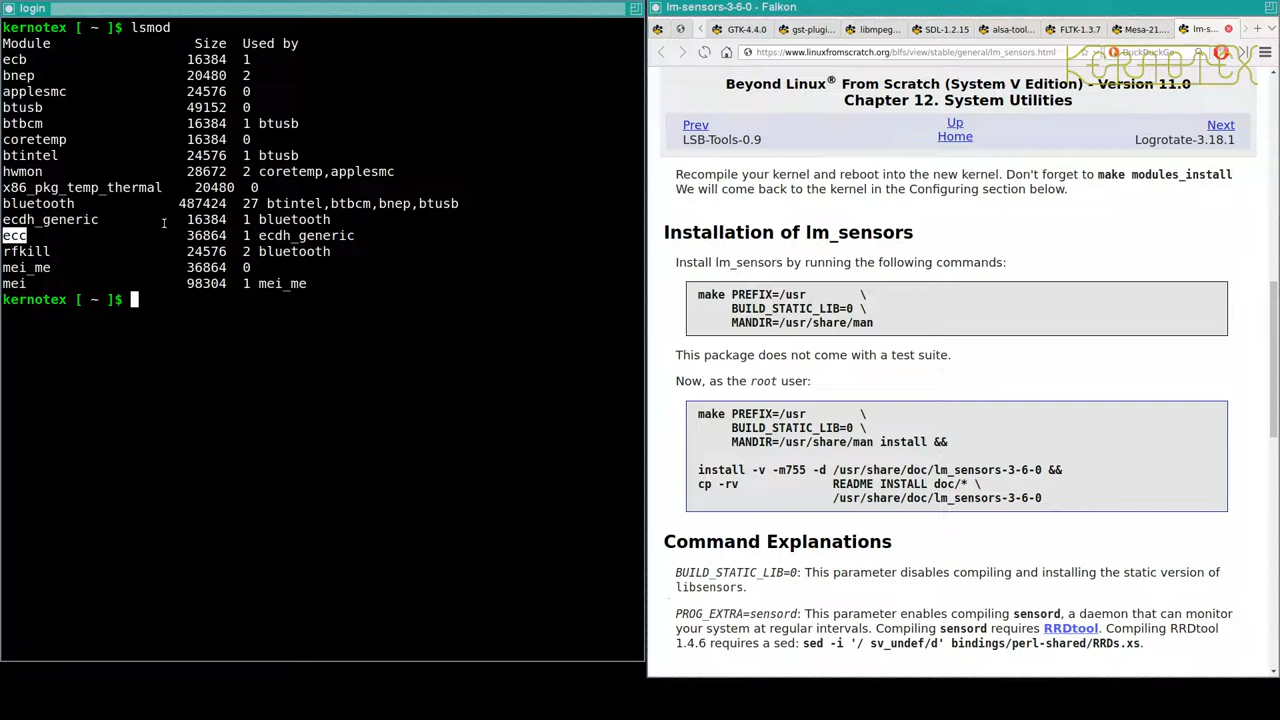 login
kernotex [ ~ ]$ lsmod
Module                  Size  Used by
ecb                    16384  1
bnep                   20480  2
applesmc               24576  0
btusb                  49152  0
btbcm                  16384  1 btusb
coretemp               16384  0
btintel                24576  1 btusb
hwmon                  28672  2 coretemp,applesmc
x86_pkg_temp_thermal    20480  0
bluetooth             487424  27 btintel,btbcm,bnep,btusb
ecdh_generic           16384  1 bluetooth
ecc                    36864  1 ecdh_generic
rfkill                 24576  2 bluetooth
mei_me                 36864  0
mei                    98304  1 mei_me
kernotex [ ~ ]$
lm-sensors-3-6-0 - Falkon
GTK-4.4.0 gst-plugi... libmpeg... SDL-1.2.15 alsa-tool... FLTK-1.3.7 Mesa-21.... lm-s...
https://www.linuxfromscratch.org/blfs/view/stable/general/lm_sensors.html DuckDuckGo
KERNOTEX
Beyond Linux® From Scratch (System V Edition) - Version 11.0
Chapter 12. System Utilities
Prev Up Next
LSB-Tools-0.9 Home Logrotate-3.18.1
Recompile your kernel and reboot into the new kernel. Don't forget to make modules_install
We will come back to the kernel in the Configuring section below.
Installation of lm_sensors
Install lm_sensors by running the following commands:
make PREFIX=/usr        \
     BUILD_STATIC_LIB=0 \
     MANDIR=/usr/share/man
This package does not come with a test suite.
Now, as the root user:
make PREFIX=/usr        \
     BUILD_STATIC_LIB=0 \
     MANDIR=/usr/share/man install &&
install -v -m755 -d /usr/share/doc/lm_sensors-3-6-0 &&
cp -rv              README INSTALL doc/* \
                    /usr/share/doc/lm_sensors-3-6-0
Command Explanations
BUILD_STATIC_LIB=0: This parameter disables compiling and installing the static version of
libsensors.
PROG_EXTRA=sensord: This parameter enables compiling sensord, a daemon that can monitor
your system at regular intervals. Compiling sensord requires RRDtool. Compiling RRDtool
1.4.6 requires a sed: sed -i '/ sv_undef/d' bindings/perl-shared/RRDs.xs.